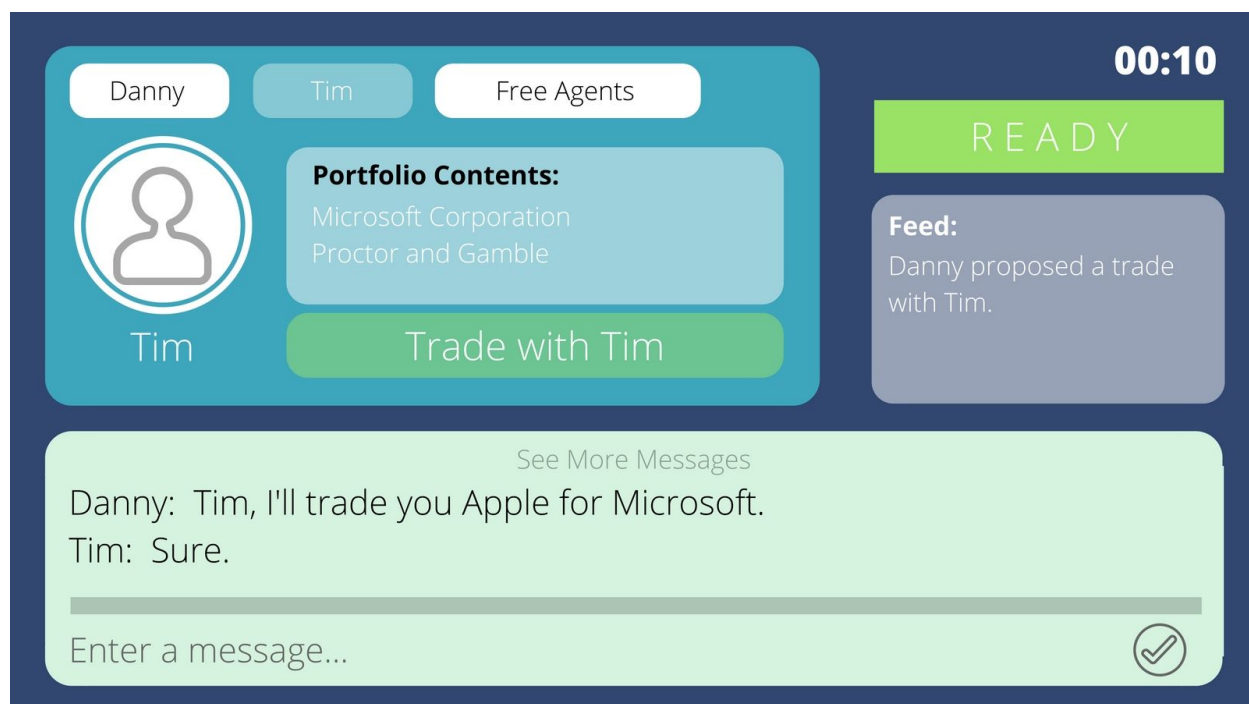 00:10
Danny
Tim
Free Agents
READY
Portfolio Contents:
Microsoft Corporation
Proctor and Gamble
Tim
Trade with Tim
Feed:
Danny proposed a trade
with Tim.
See More Messages
Danny: Tim, I'll trade you Apple for Microsoft.
Tim: Sure.
Enter a message...